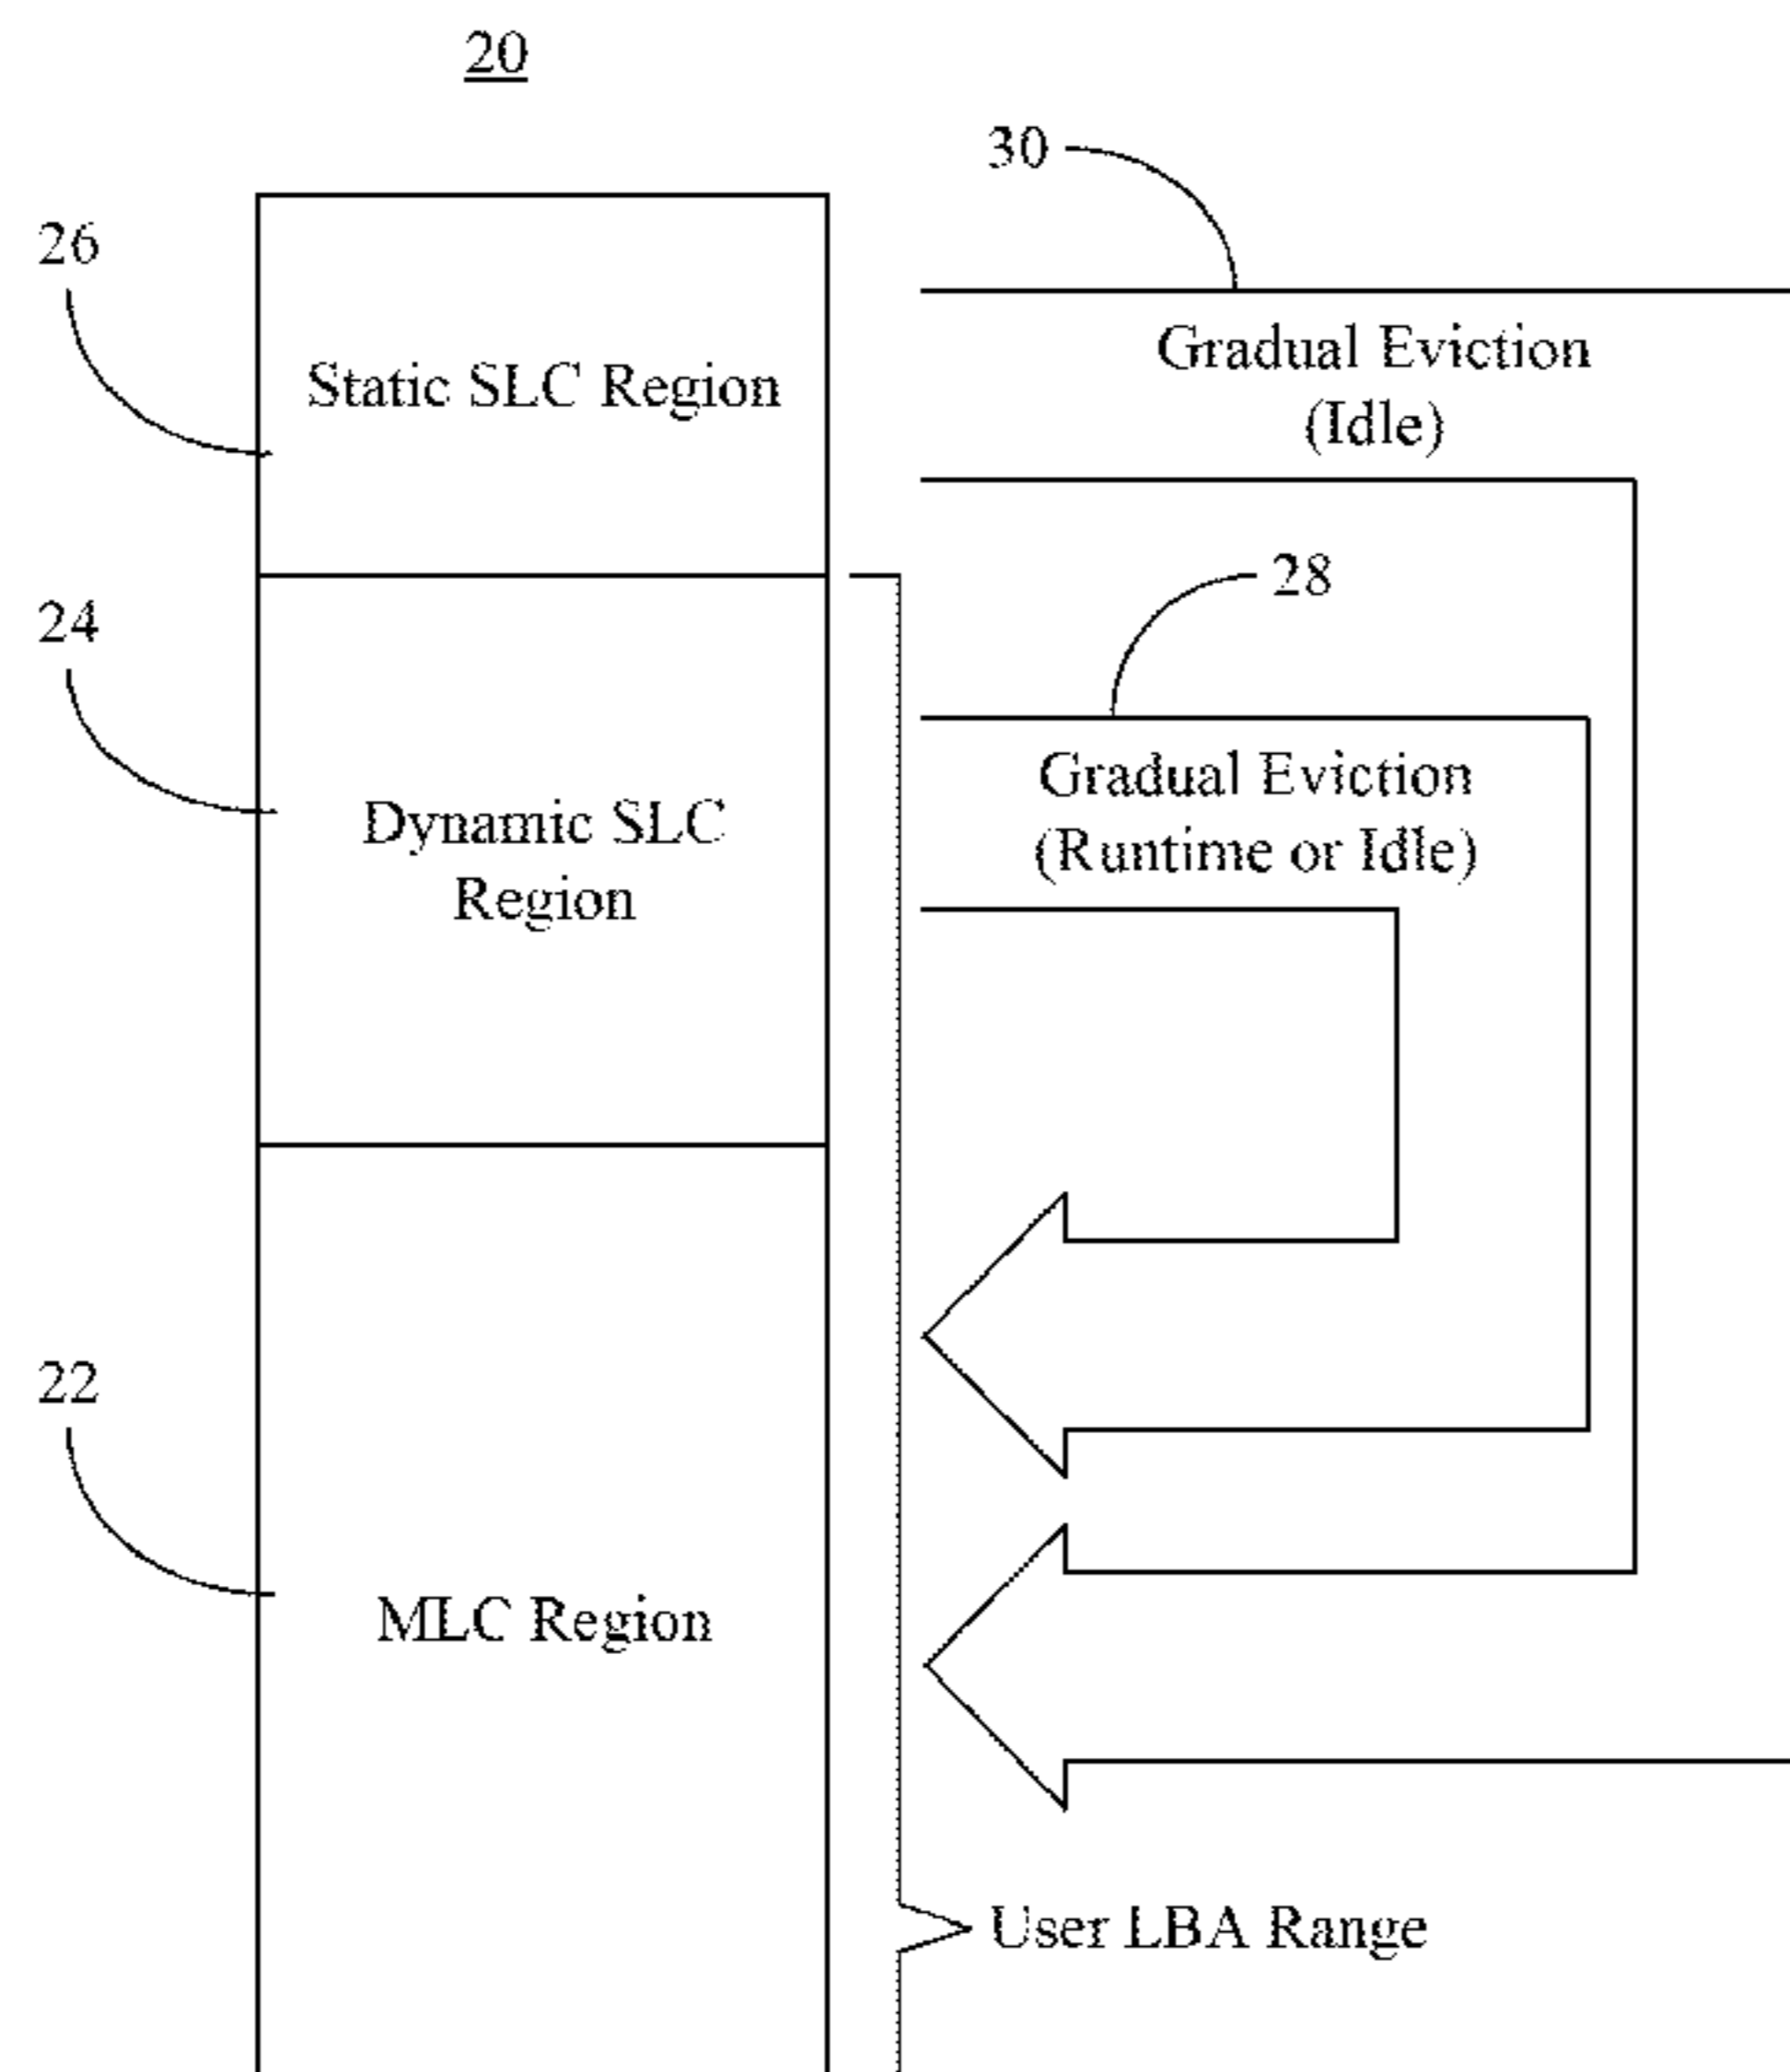 20
30
26
Gradual Eviction
(Idle)
Static SLC Region
28
24
Gradual Eviction
(Runtime or Idle)
Dynamic SLC
Region
22
MLC Region
User LBA Range